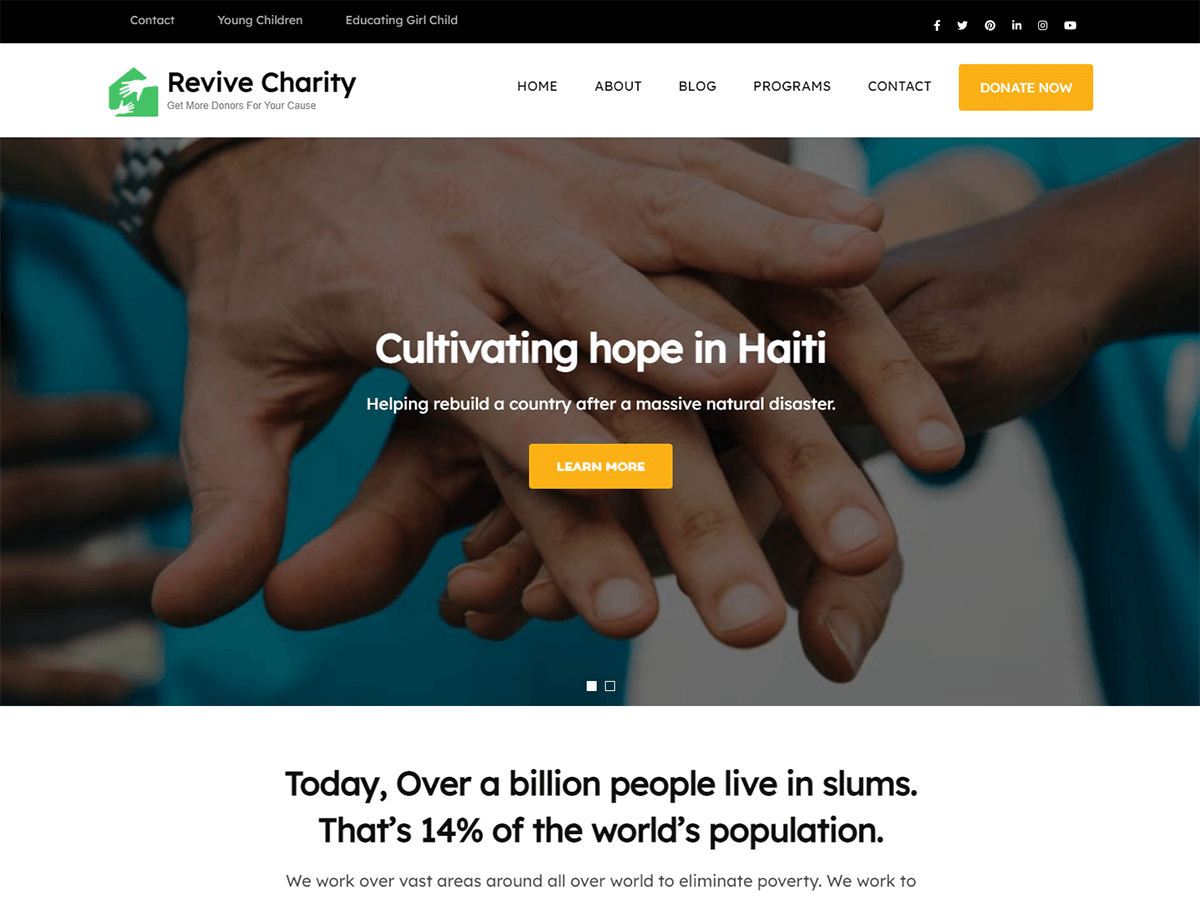 Contact Young Children Educating Girl Child
Revive Charity
Get More Donors For Your Cause
HOME ABOUT BLOG PROGRAMS CONTACT DONATE NOW
Cultivating hope in Haiti
Helping rebuild a country after a massive natural disaster.
LEARN MORE
Today, Over a billion people live in slums.
That’s 14% of the world’s population.
We work over vast areas around all over world to eliminate poverty. We work to